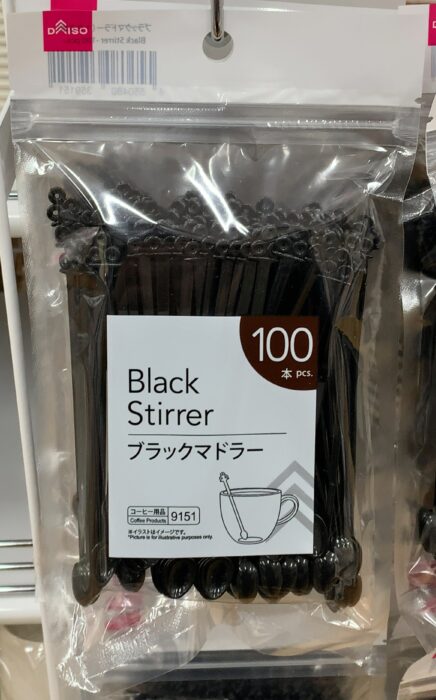 DAISO
ブラックマドラー
Black Stirrer
100
本 pcs.
Black
Stirrer
ブラックマドラー
コーヒー用品
Coffee Products
9151
※イラストはイメージです。
*Picture is for illustrative purposes only.